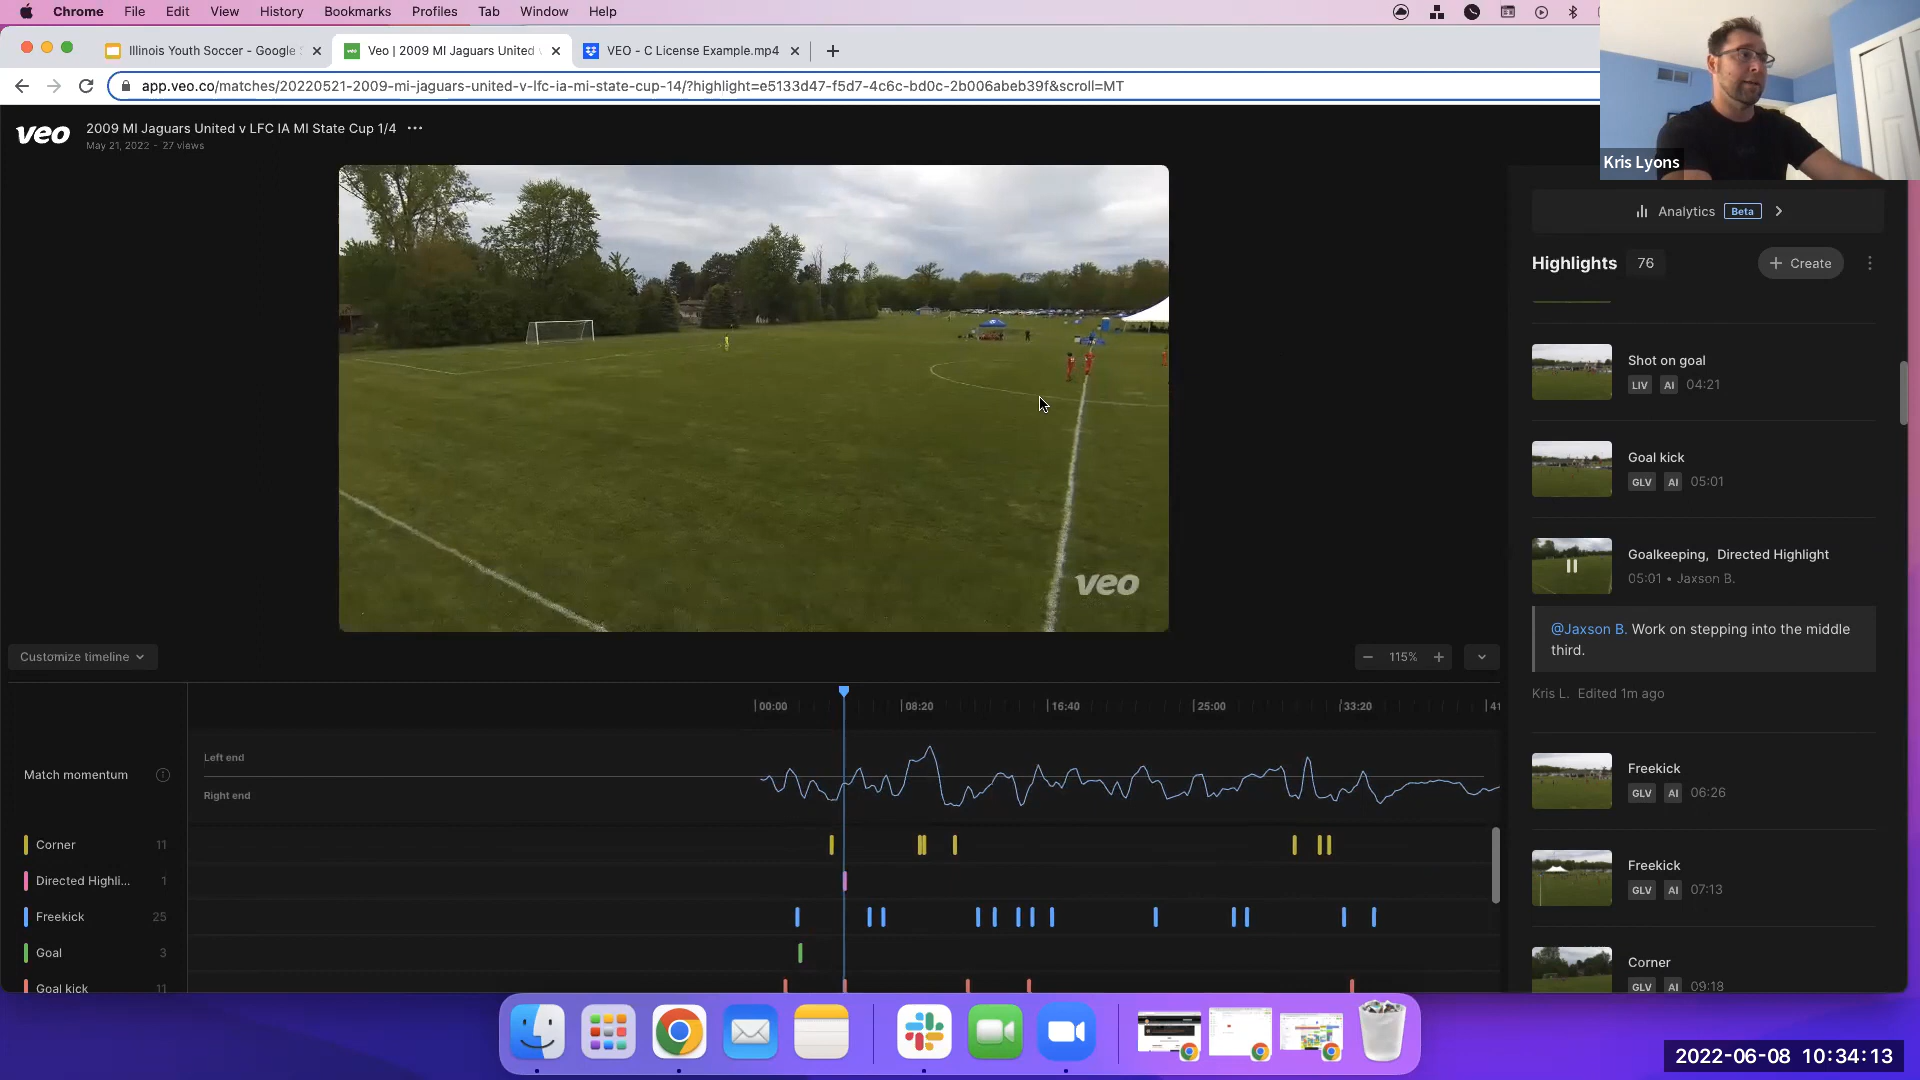 Chrome File Edit View History Bookmarks Profiles Tab Window Help
Illinois Youth Soccer - Google
Veo | 2009 MI Jaguars United
VEO - C License Example.mp4
app.veo.co/matches/20220521-2009-mi-jaguars-united-v-lfc-ia-mi-state-cup-14/?highlight=e5133d47-f5d7-4c6c-bd0c-2b006abeb39f&scroll=MT
Kris Lyons
veo
2009 MI Jaguars United v LFC IA MI State Cup 1/4 ···
May 21, 2022 - 27 views
Analytics Beta
Highlights 76
+ Create
Shot on goal
LIV AI 04:21
Goal kick
GLV AI 05:01
Goalkeeping, Directed Highlight
05:01 • Jaxson B.
@Jaxson B. Work on stepping into the middle
third.
Kris L. Edited 1m ago
Freekick
GLV AI 06:26
Freekick
GLV AI 07:13
Corner
GLV AI 09:18
veo
Customize timeline
115%
00:00 08:20 16:40 25:00 33:20 41
Match momentum
Left end
Right end
Corner 11
Directed Highli... 1
Freekick 25
Goal 3
Goal kick 11
2022-06-08 10:34:13